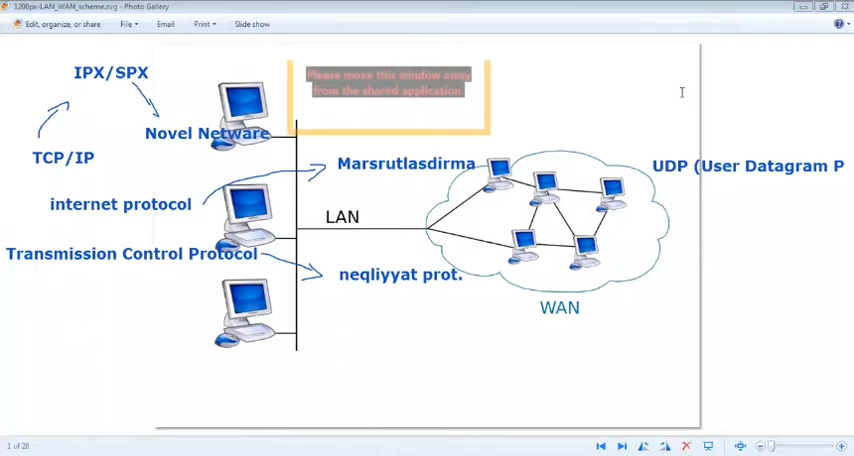 1200px-LAN_WAN_scheme.svg - Photo Gallery
Edit, organize, or share File Email Print Slide show
IPX/SPX
Please move this window away
from the shared application.
Novel Netware
TCP/IP
Marsrutlasdirma
UDP (User Datagram P
internet protocol
LAN
Transmission Control Protocol
neqliyyat prot.
WAN
1 of 28